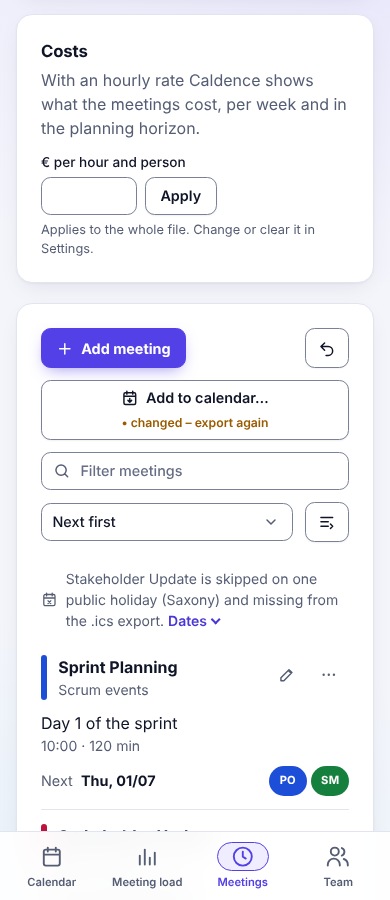 Costs
With an hourly rate Caldence shows
what the meetings cost, per week and in
the planning horizon.
€ per hour and person
Apply
Applies to the whole file. Change or clear it in
Settings.
Add meeting
Add to calendar...
• changed – export again
Filter meetings
Next first
Stakeholder Update is skipped on one
public holiday (Saxony) and missing from
the .ics export. Dates
Sprint Planning
Scrum events
Day 1 of the sprint
10:00 · 120 min
Next Thu, 01/07 PO SM
Calendar Meeting load Meetings Team